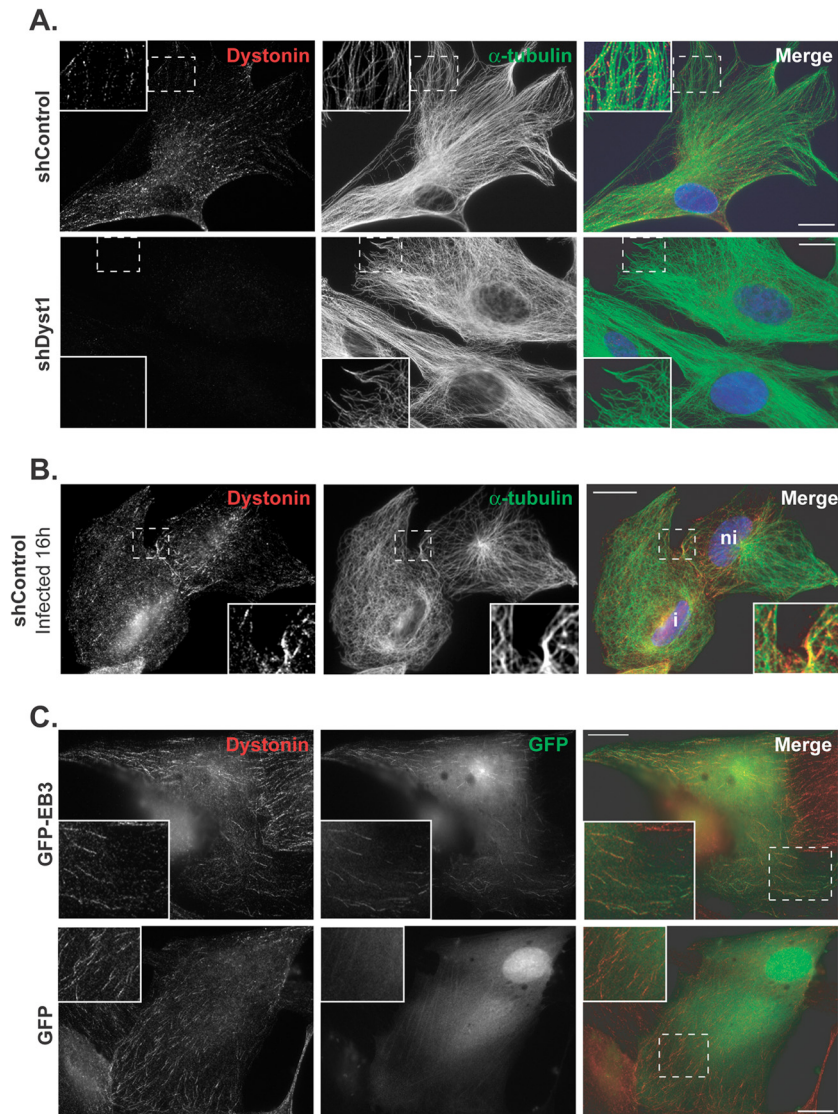 A.
Dystonin
α-tubulin
Merge
shControl
shDyst1
B.
Dystonin
α-tubulin
Merge
shControl
Infected 16h
ni
i
C.
Dystonin
GFP
Merge
GFP-EB3
GFP